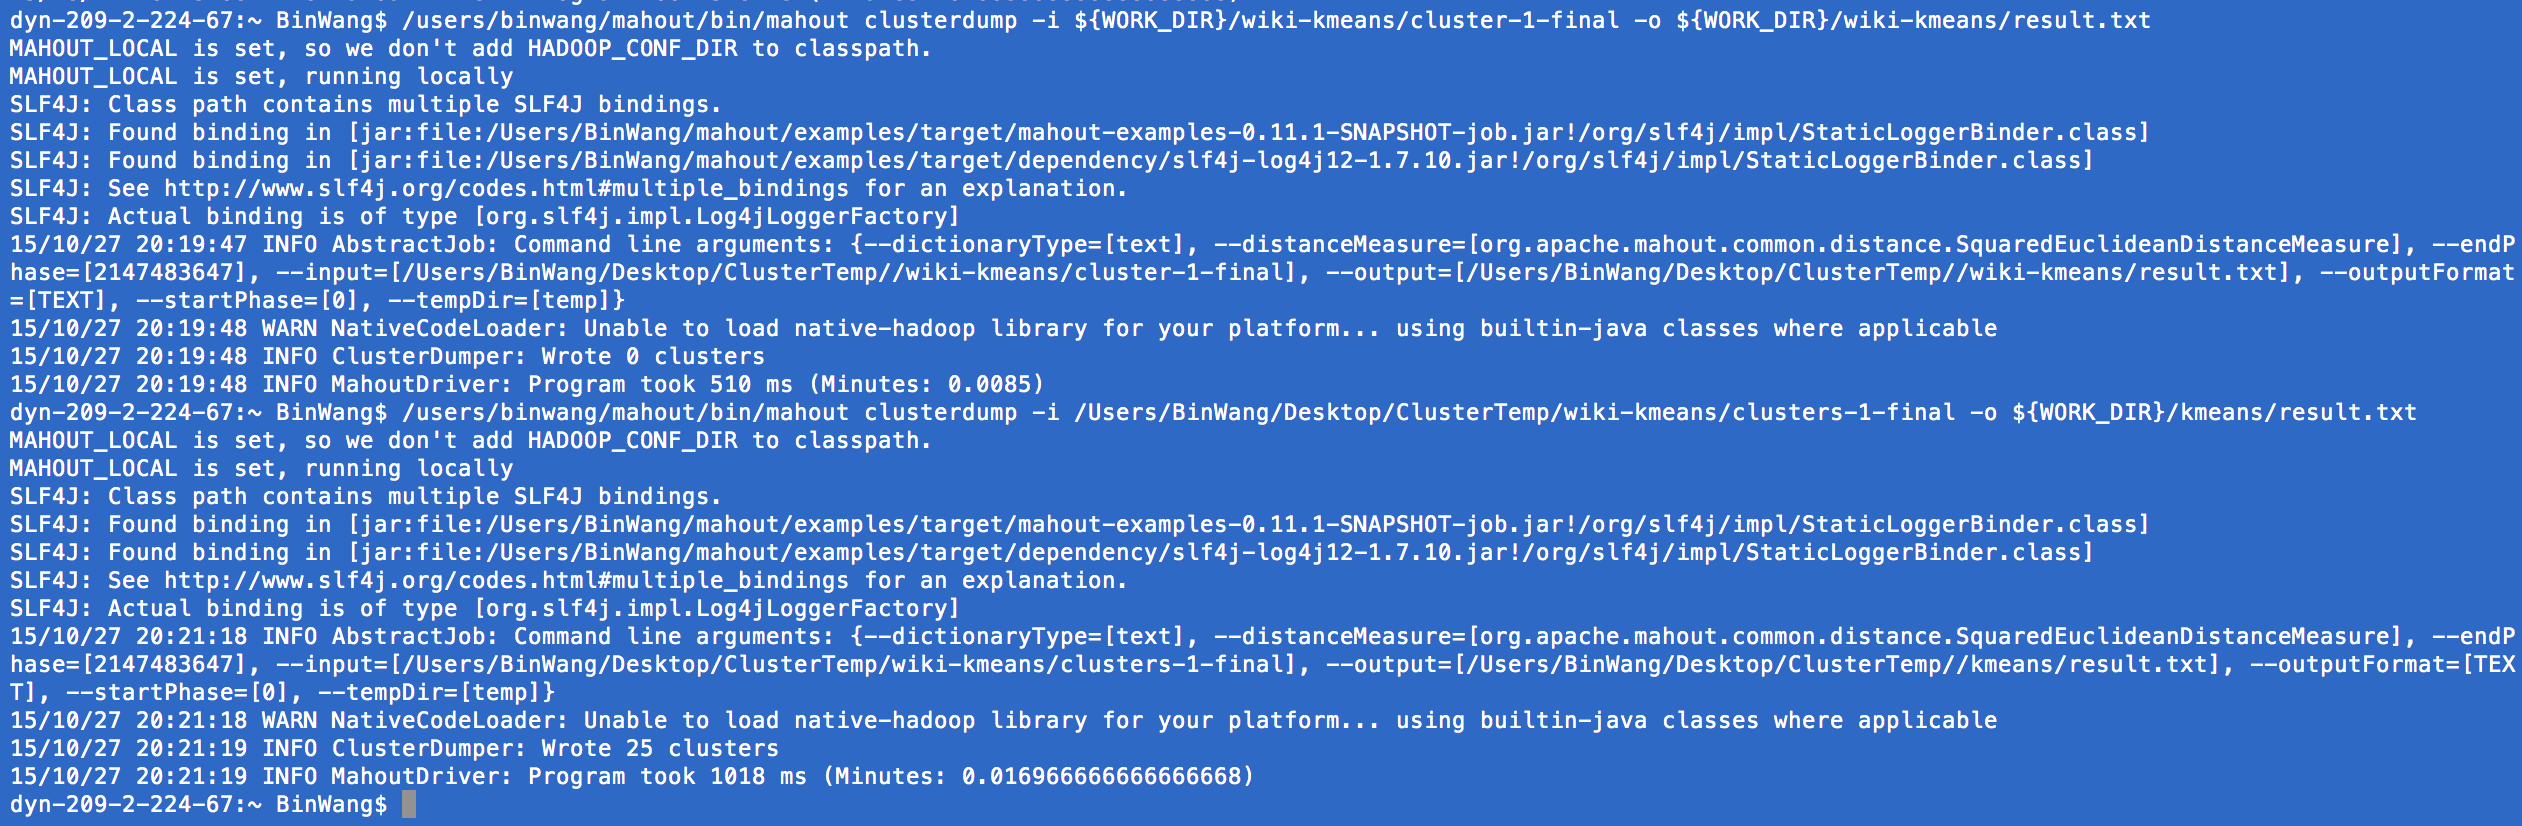 dyn-209-2-224-67:~ BinWang$ /users/binwang/mahout/bin/mahout clusterdump -i ${WORK_DIR}/wiki-kmeans/cluster-1-final -o ${WORK_DIR}/wiki-kmeans/result.txt
MAHOUT_LOCAL is set, so we don't add HADOOP_CONF_DIR to classpath.
MAHOUT_LOCAL is set, running locally
SLF4J: Class path contains multiple SLF4J bindings.
SLF4J: Found binding in [jar:file:/Users/BinWang/mahout/examples/target/mahout-examples-0.11.1-SNAPSHOT-job.jar!/org/slf4j/impl/StaticLoggerBinder.class]
SLF4J: Found binding in [jar:file:/Users/BinWang/mahout/examples/target/dependency/slf4j-log4j12-1.7.10.jar!/org/slf4j/impl/StaticLoggerBinder.class]
SLF4J: See http://www.slf4j.org/codes.html#multiple_bindings for an explanation.
SLF4J: Actual binding is of type [org.slf4j.impl.Log4jLoggerFactory]
15/10/27 20:19:47 INFO AbstractJob: Command line arguments: {--dictionaryType=[text], --distanceMeasure=[org.apache.mahout.common.distance.SquaredEuclideanDistanceMeasure], --endP
hase=[2147483647], --input=[/Users/BinWang/Desktop/ClusterTemp//wiki-kmeans/cluster-1-final], --output=[/Users/BinWang/Desktop/ClusterTemp//wiki-kmeans/result.txt], --outputFormat
=[TEXT], --startPhase=[0], --tempDir=[temp]}
15/10/27 20:19:48 WARN NativeCodeLoader: Unable to load native-hadoop library for your platform... using builtin-java classes where applicable
15/10/27 20:19:48 INFO ClusterDumper: Wrote 0 clusters
15/10/27 20:19:48 INFO MahoutDriver: Program took 510 ms (Minutes: 0.0085)
dyn-209-2-224-67:~ BinWang$ /users/binwang/mahout/bin/mahout clusterdump -i /Users/BinWang/Desktop/ClusterTemp/wiki-kmeans/clusters-1-final -o ${WORK_DIR}/kmeans/result.txt
MAHOUT_LOCAL is set, so we don't add HADOOP_CONF_DIR to classpath.
MAHOUT_LOCAL is set, running locally
SLF4J: Class path contains multiple SLF4J bindings.
SLF4J: Found binding in [jar:file:/Users/BinWang/mahout/examples/target/mahout-examples-0.11.1-SNAPSHOT-job.jar!/org/slf4j/impl/StaticLoggerBinder.class]
SLF4J: Found binding in [jar:file:/Users/BinWang/mahout/examples/target/dependency/slf4j-log4j12-1.7.10.jar!/org/slf4j/impl/StaticLoggerBinder.class]
SLF4J: See http://www.slf4j.org/codes.html#multiple_bindings for an explanation.
SLF4J: Actual binding is of type [org.slf4j.impl.Log4jLoggerFactory]
15/10/27 20:21:18 INFO AbstractJob: Command line arguments: {--dictionaryType=[text], --distanceMeasure=[org.apache.mahout.common.distance.SquaredEuclideanDistanceMeasure], --endP
hase=[2147483647], --input=[/Users/BinWang/Desktop/ClusterTemp/wiki-kmeans/clusters-1-final], --output=[/Users/BinWang/Desktop/ClusterTemp//kmeans/result.txt], --outputFormat=[TEX
T], --startPhase=[0], --tempDir=[temp]}
15/10/27 20:21:18 WARN NativeCodeLoader: Unable to load native-hadoop library for your platform... using builtin-java classes where applicable
15/10/27 20:21:19 INFO ClusterDumper: Wrote 25 clusters
15/10/27 20:21:19 INFO MahoutDriver: Program took 1018 ms (Minutes: 0.016966666666666668)
dyn-209-2-224-67:~ BinWang$